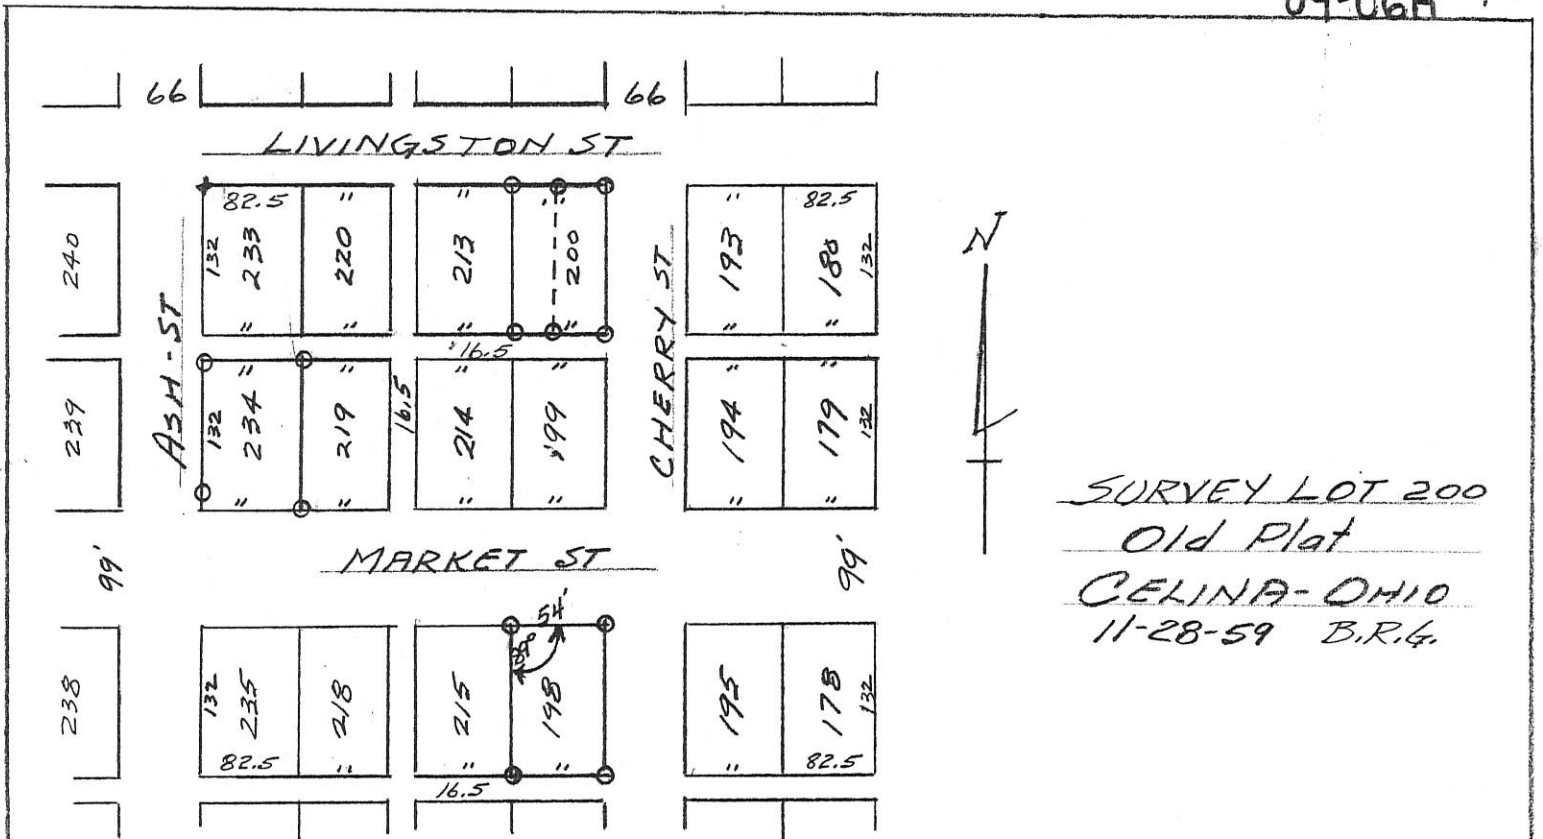 09-06A
66
66
LIVINGSTON ST
82.5 " " " " 82.5
240 132 233 220 213 200 193 180 132
" " " " " "
ASH-ST
CHERRY ST
N
16.5
" " " " " "
239 132 234 219 16.5 214 199 194 179 132
" " " " " "
SURVEY LOT 200
Old Plat
CELINA-OHIO
11-28-59 B.R.G.
99'
MARKET ST
99'
54'
89°
238 132 235 218 215 198 195 178 132
82.5 " " " " 82.5
16.5